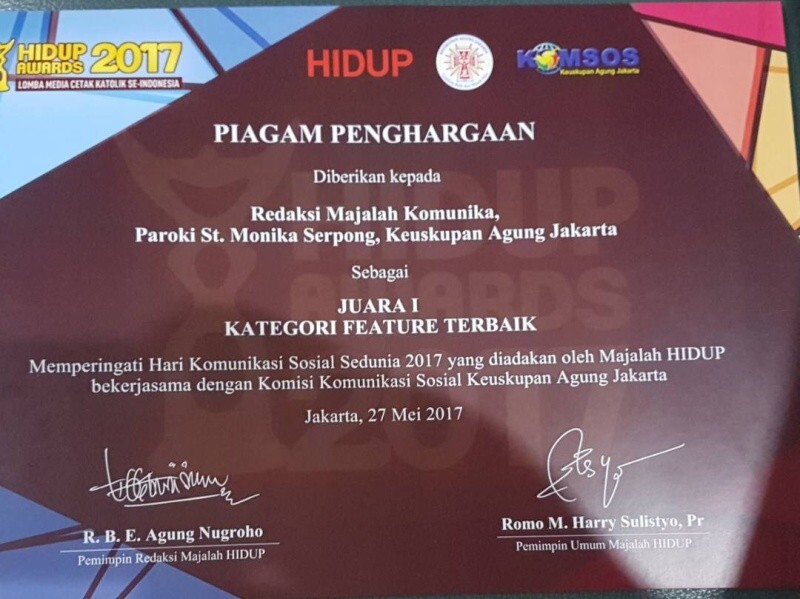 HIDUP
AWARDS 2017
LOMBA MEDIA CETAK KATOLIK SE-INDONESIA
HIDUP
KOMSOS
Keuskupan Agung Jakarta
PIAGAM PENGHARGAAN
Diberikan kepada
Redaksi Majalah Komunika,
Paroki St. Monika Serpong, Keuskupan Agung Jakarta
Sebagai
JUARA I
KATEGORI FEATURE TERBAIK
Memperingati Hari Komunikasi Sosial Sedunia 2017 yang diadakan oleh Majalah HIDUP
bekerjasama dengan Komisi Komunikasi Sosial Keuskupan Agung Jakarta
Jakarta, 27 Mei 2017
R. B. E. Agung Nugroho
Pemimpin Redaksi Majalah HIDUP
Romo M. Harry Sulistyo, Pr
Pemimpin Umum Majalah HIDUP
HIDUP
AWARDS
2017